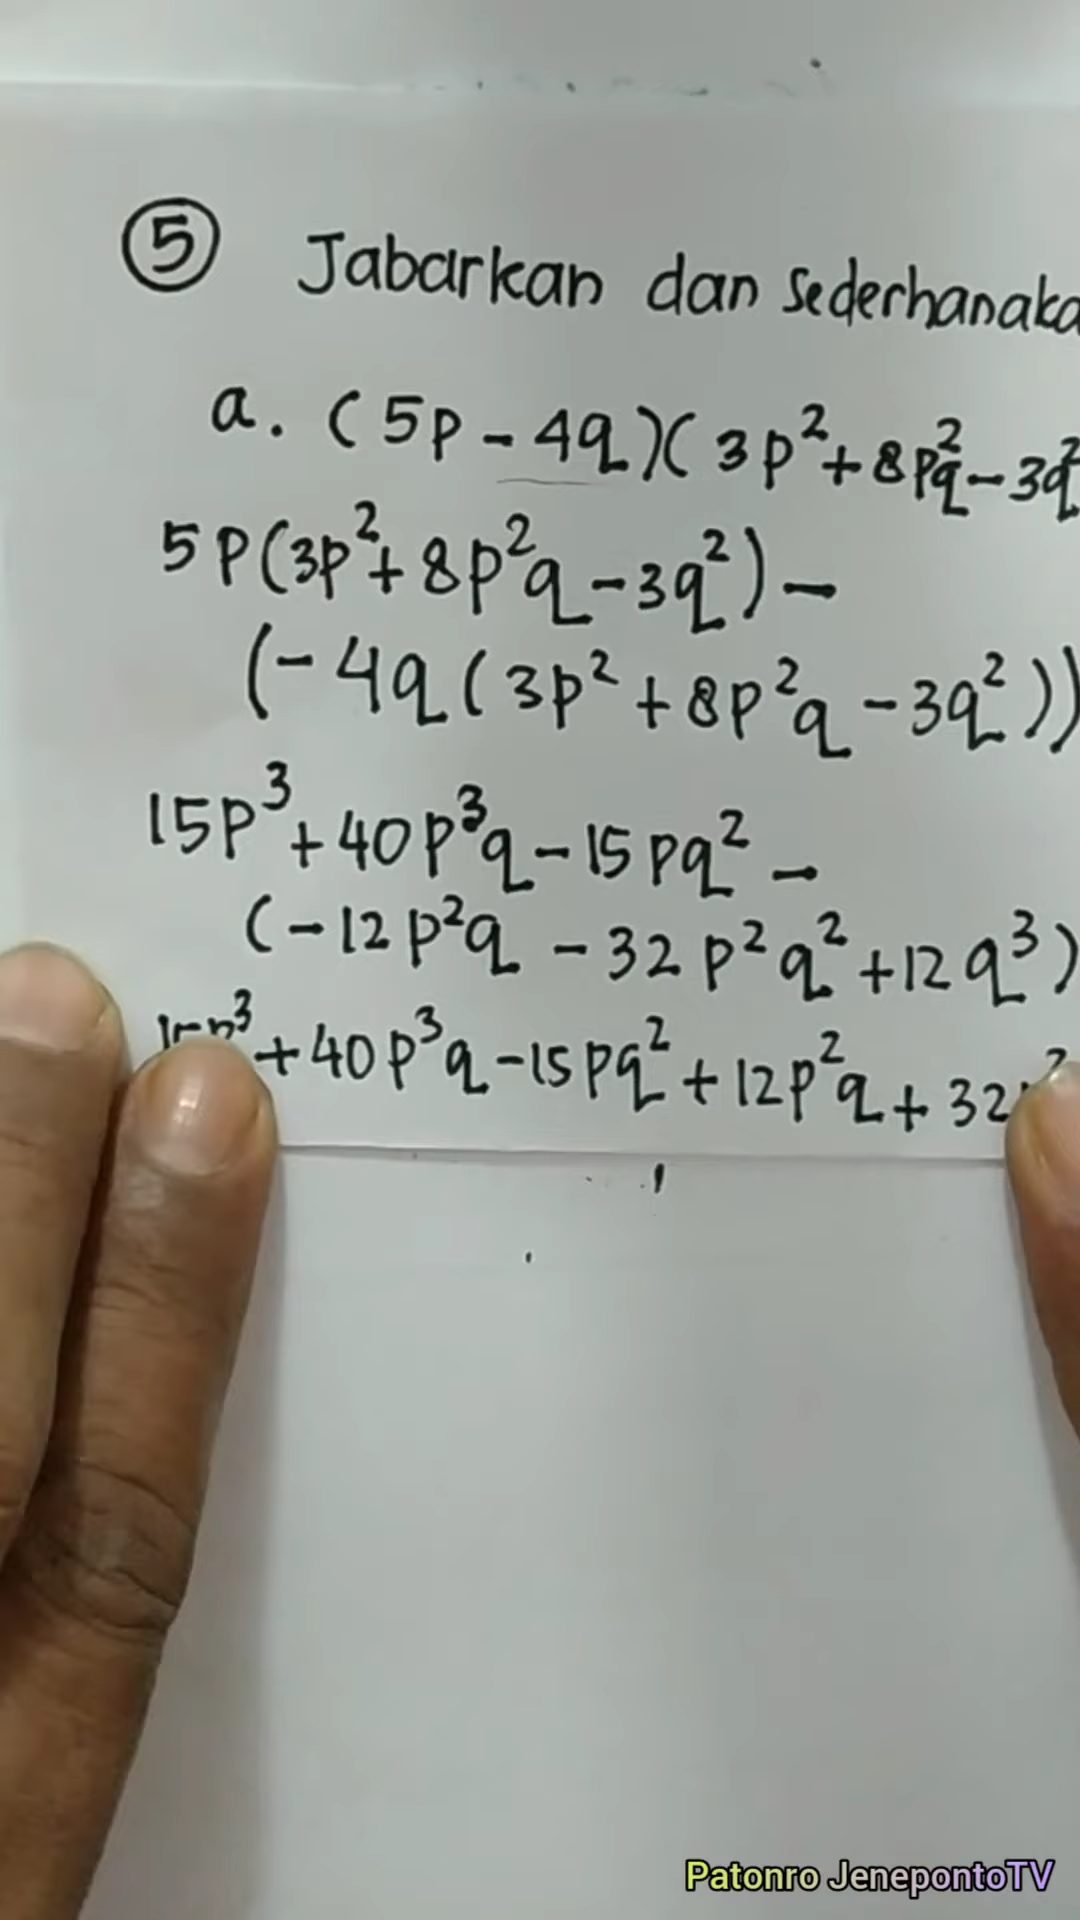 ⑤ Jabarkan dan sederhanaka
a. (5p - 4q)(3p² + 8p²q - 3q²
5p(3p² + 8p²q - 3q²) -
(-4q(3p² + 8p²q - 3q²))
15p³ + 40p³q - 15pq² -
(-12p²q - 32p²q² + 12q³)
+ 40p³q - 15pq² + 12p²q + 32
Patonro JenepontoTV